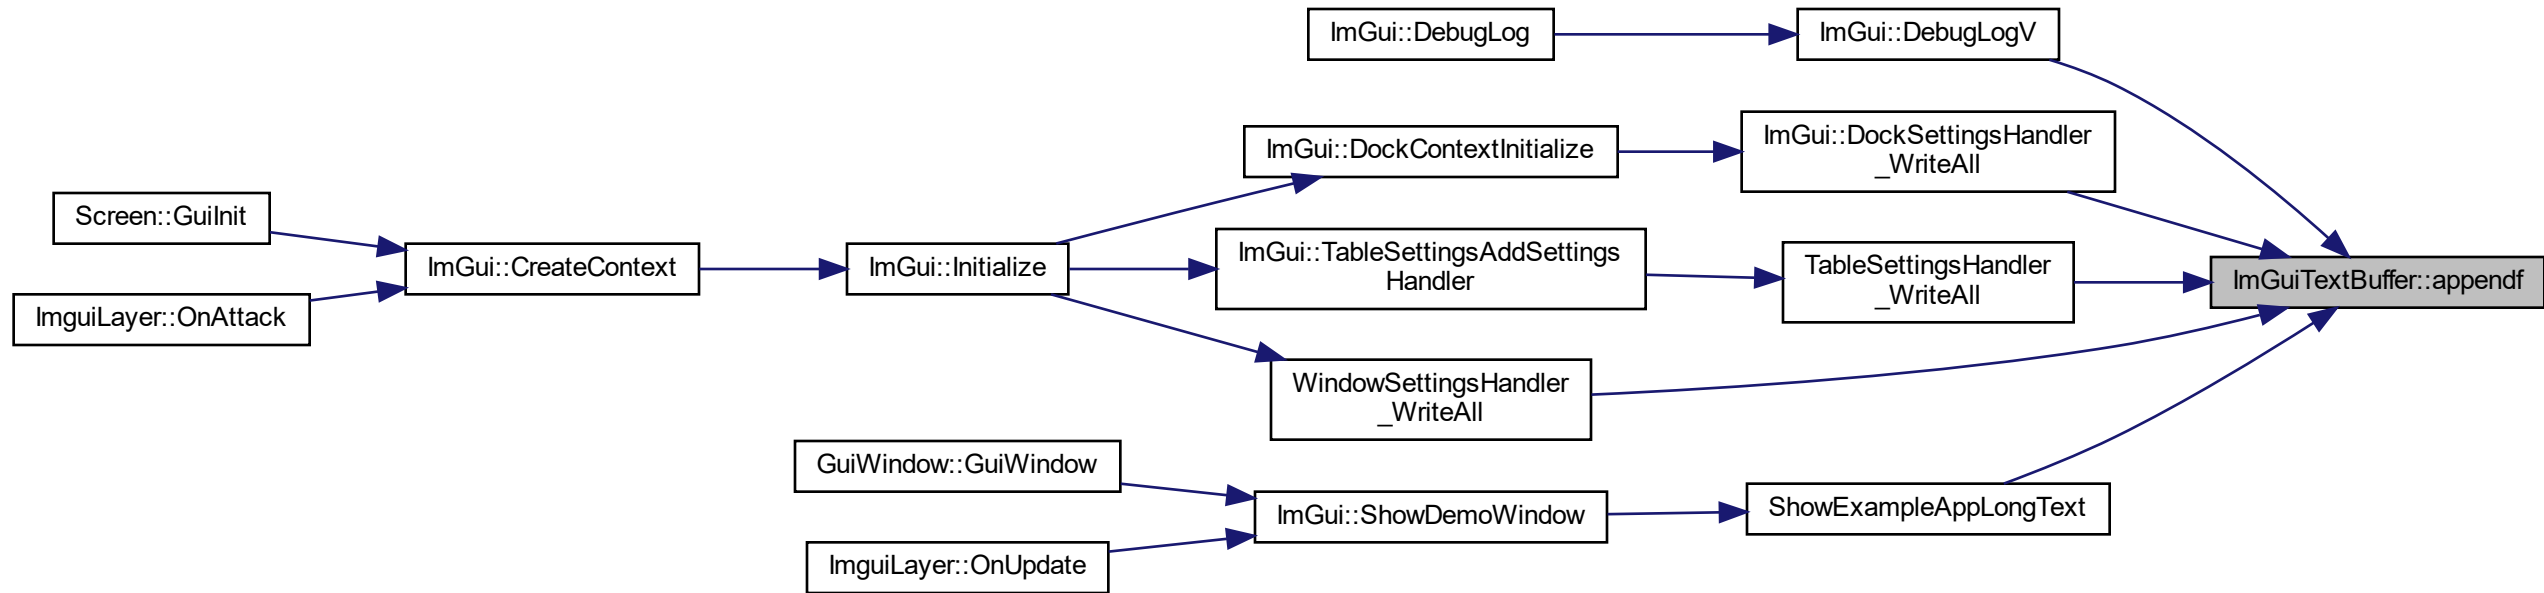 ImGui::DebugLog
ImGui::DebugLogV
ImGui::DockContextInitialize
ImGui::DockSettingsHandler
_WriteAll
Screen::GuiInit
ImguiLayer::OnAttack
ImGui::CreateContext
ImGui::Initialize
ImGui::TableSettingsAddSettings
Handler
TableSettingsHandler
_WriteAll
ImGuiTextBuffer::appendf
WindowSettingsHandler
_WriteAll
GuiWindow::GuiWindow
ImguiLayer::OnUpdate
ImGui::ShowDemoWindow
ShowExampleAppLongText